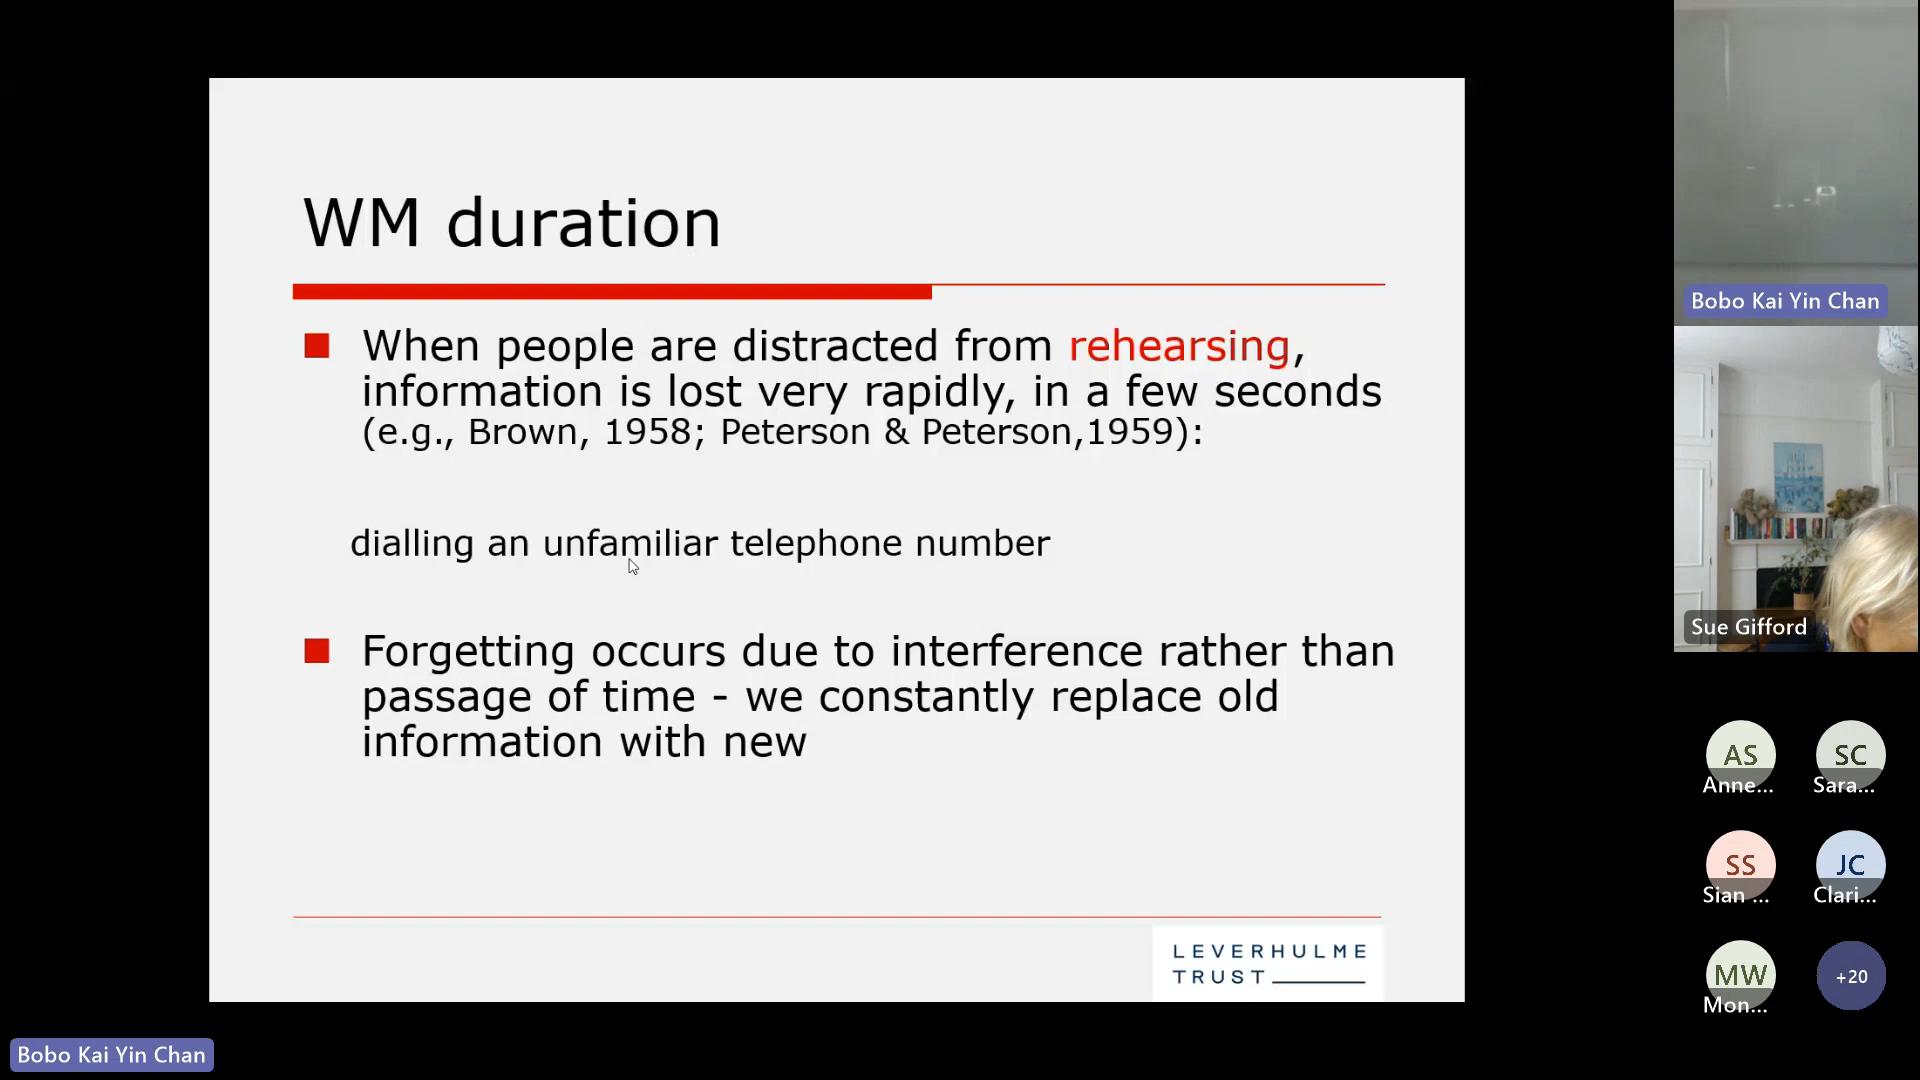 WM duration
When people are distracted from rehearsing,
information is lost very rapidly, in a few seconds
(e.g., Brown, 1958; Peterson & Peterson,1959):
dialling an unfamiliar telephone number
Forgetting occurs due to interference rather than
passage of time - we constantly replace old
information with new
LEVERHULME
TRUST
Bobo Kai Yin Chan
Bobo Kai Yin Chan
Sue Gifford
AS
Anne...
SC
Sara...
SS
Sian ...
JC
Clari...
MW
Mon...
+20